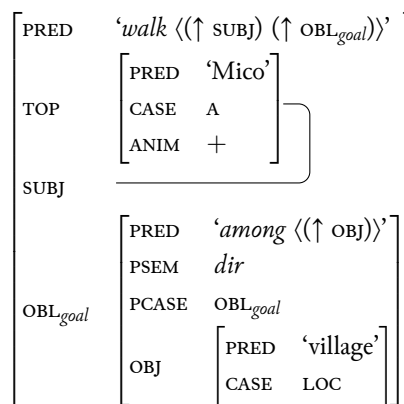 PRED ‘walk ⟨(↑ SUBJ) (↑ OBLgoal)⟩’
PRED ‘Mico’
TOP CASE A
ANIM +
SUBJ
PRED ‘among ⟨(↑ OBJ)⟩’
PSEM dir
OBLgoal PCASE OBLgoal
PRED ‘village’
OBJ
CASE LOC